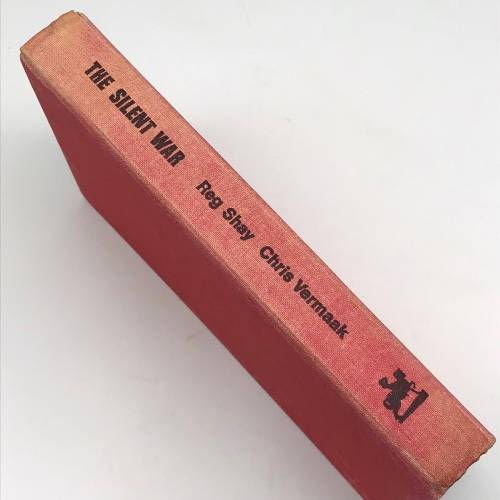 THE SILENT WAR
Reg Shay Chris Vermaak